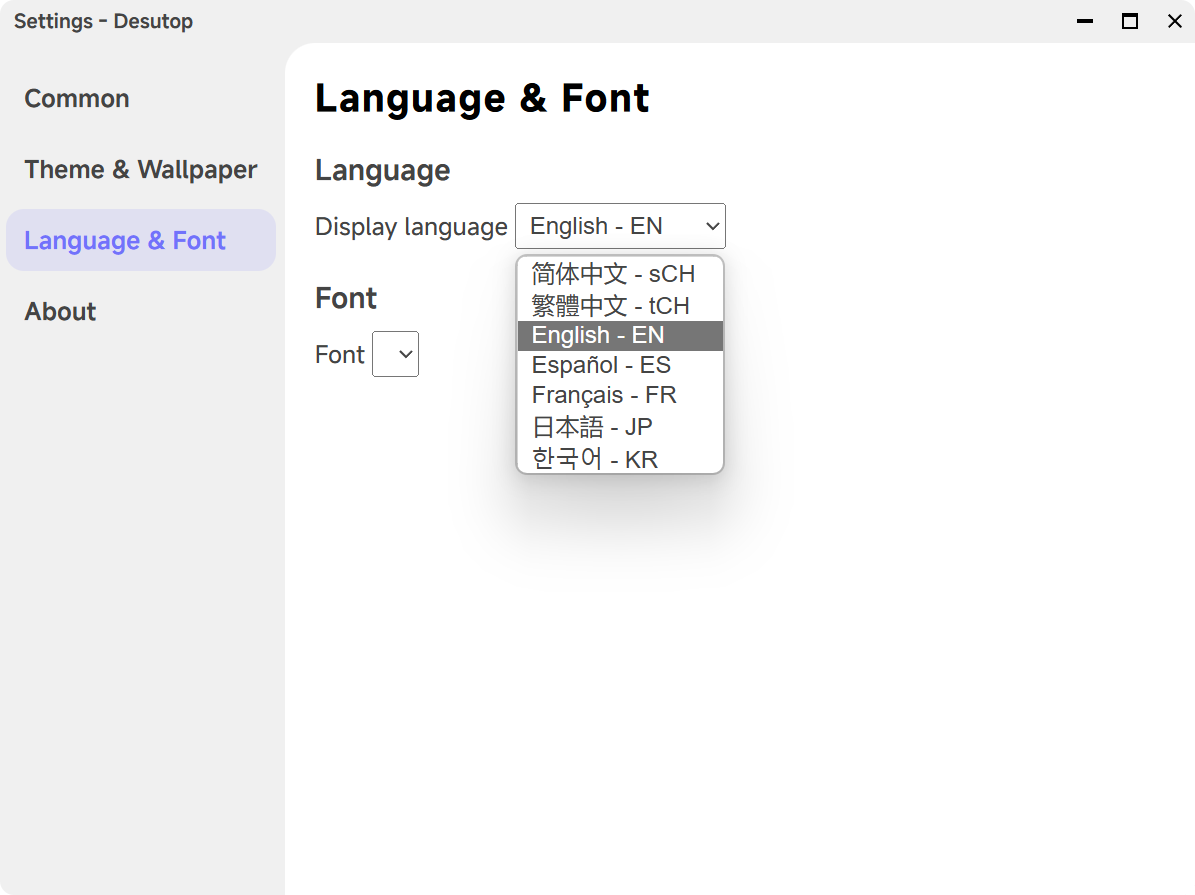 Settings - Desutop
Common
Theme & Wallpaper
Language & Font
About
Language & Font
Language
Display language English - EN
简体中文 - sCH
繁體中文 - tCH
English - EN
Español - ES
Français - FR
日本語 - JP
한국어 - KR
Font
Font